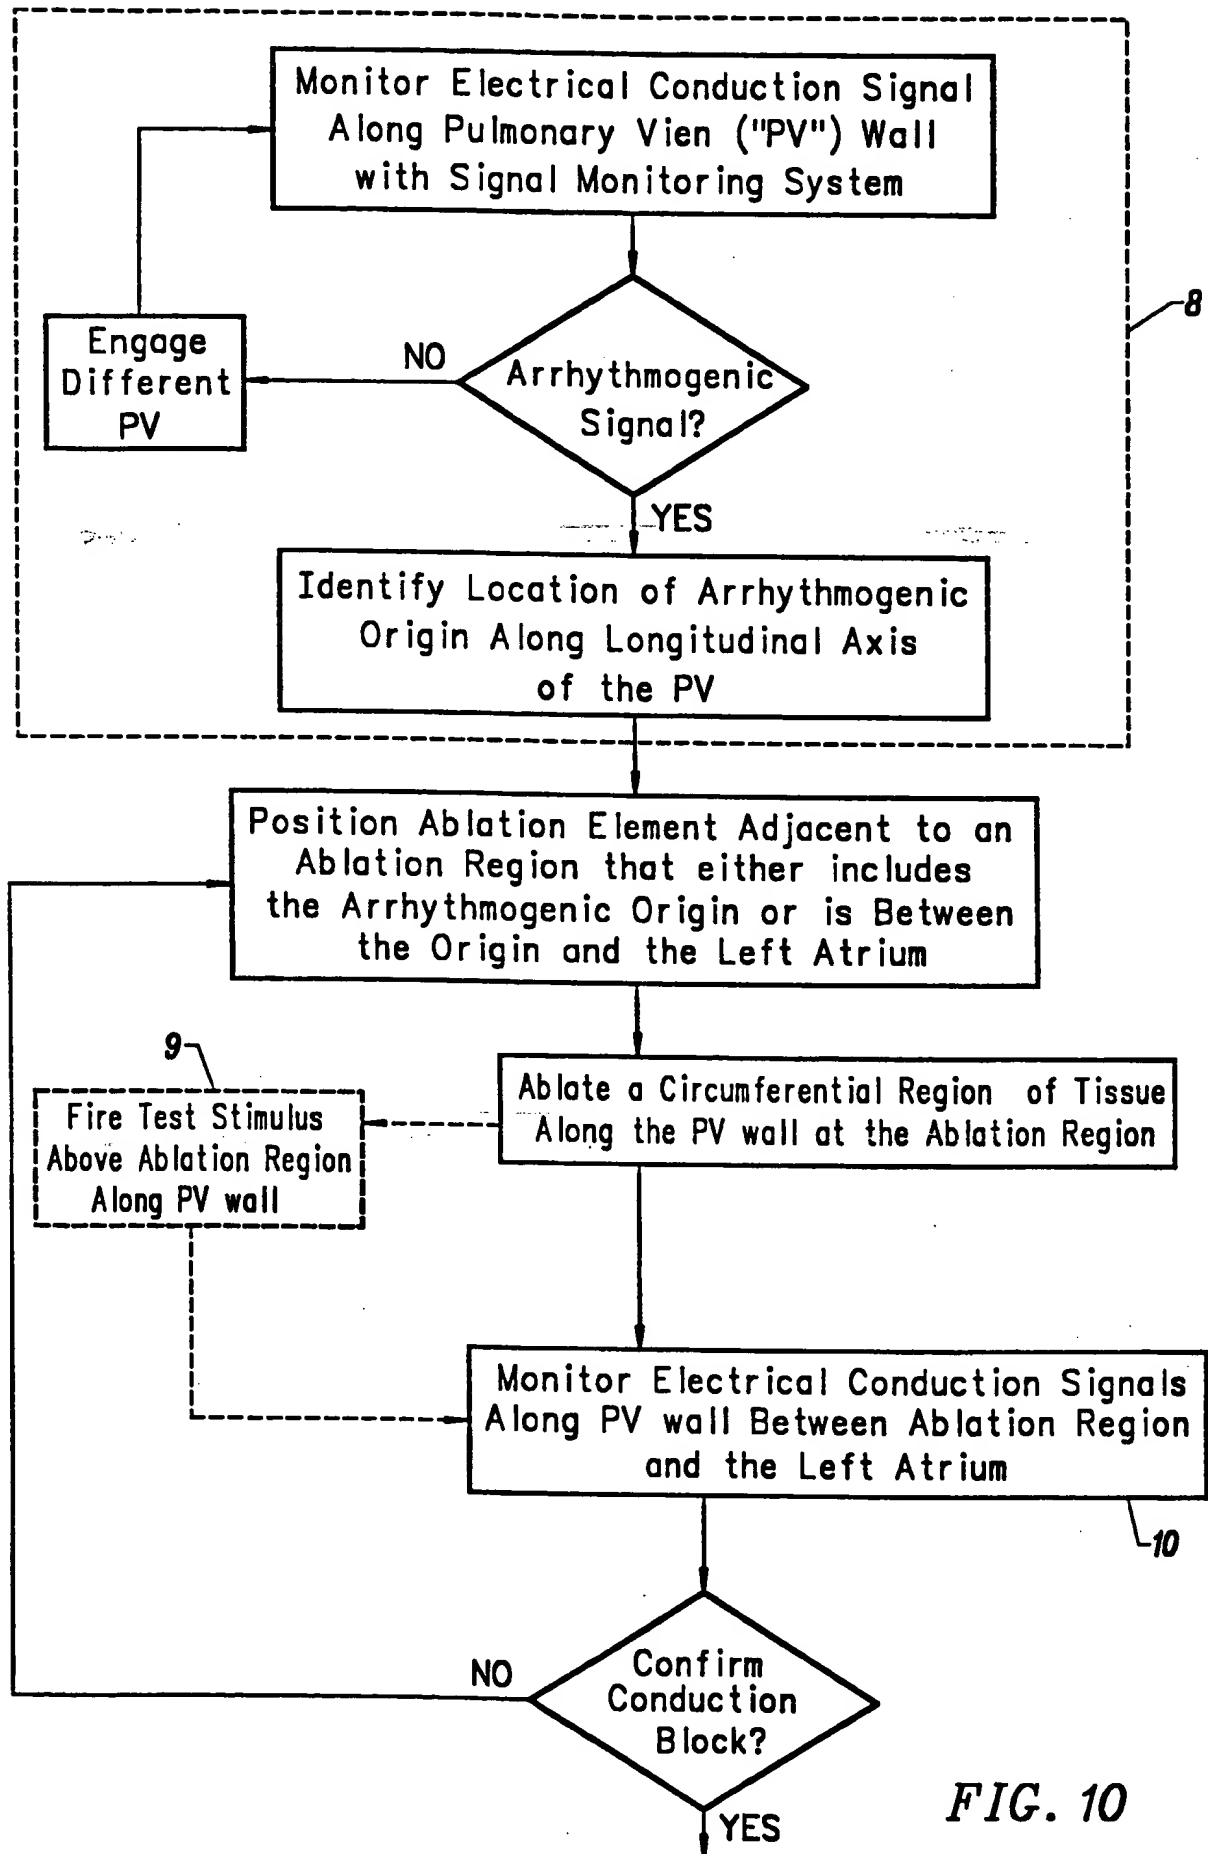 Monitor Electrical Conduction Signal
Along Pulmonary Vien ("PV") Wall
with Signal Monitoring System
8
Engage
Different
PV
NO
Arrhythmogenic
Signal?
YES
Identify Location of Arrhythmogenic
Origin Along Longitudinal Axis
of the PV
Position Ablation Element Adjacent to an
Ablation Region that either includes
the Arrhythmogenic Origin or is Between
the Origin and the Left Atrium
9
Fire Test Stimulus
Above Ablation Region
Along PV wall
Ablate a Circumferential Region of Tissue
Along the PV wall at the Ablation Region
Monitor Electrical Conduction Signals
Along PV wall Between Ablation Region
and the Left Atrium
10
NO
Confirm
Conduction
Block?
YES
FIG. 10